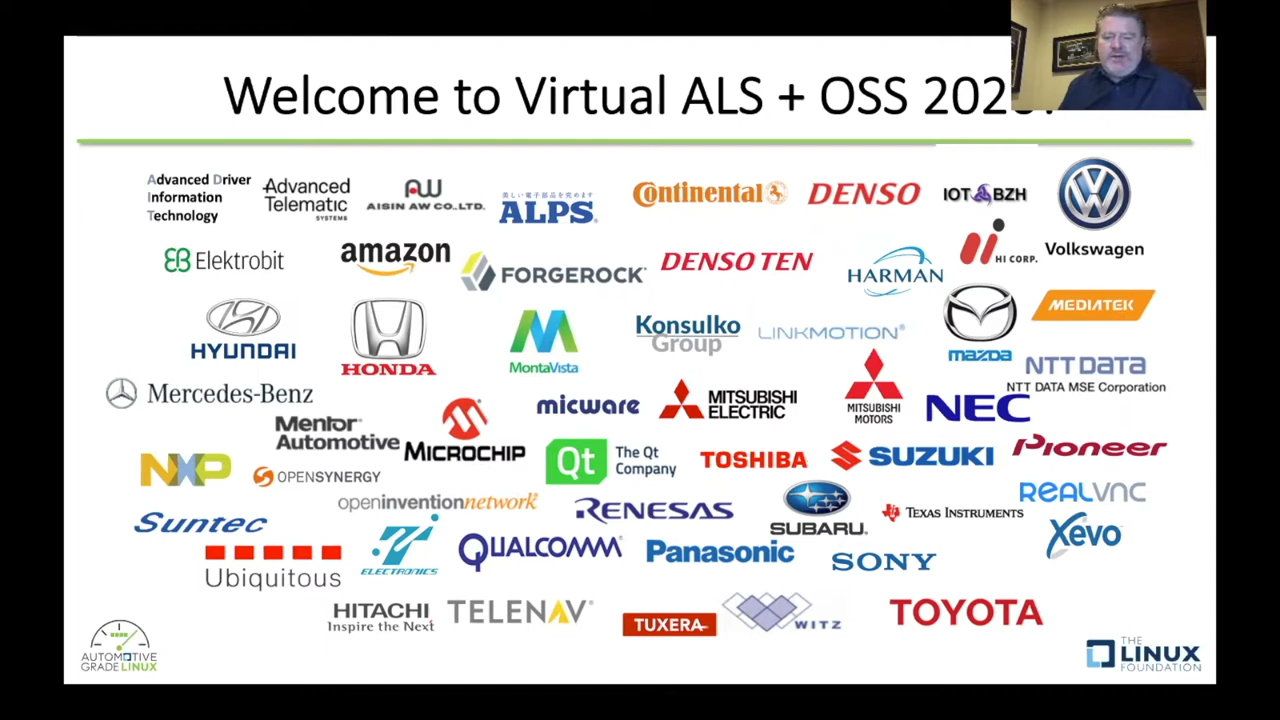 Welcome to Virtual ALS + OSS 202
Advanced Driver
Information
Technology
Advanced
Telematic
SYSTEMS
AW
AISIN AW CO.,LTD.
ALPS
Continental
DENSO
IOT BZH
Volkswagen
EB Elektrobit
amazon
FORGEROCK
DENSO TEN
HARMAN
HI CORP.
HYUNDAI
HONDA
MontaVista
Konsulko
Group
LINKMOTION®
mazda
MEDIATEK
NTT DATA
NTT DATA MSE Corporation
Mercedes-Benz
Mentor®
Automotive
MICROCHIP
micware
MITSUBISHI
ELECTRIC
MITSUBISHI
MOTORS
NEC
NXP
OPENSYNERGY
Qt The Qt
Company
TOSHIBA
SUZUKI
Pioneer
openinventionnetwork
RENESAS
SUBARU
TEXAS INSTRUMENTS
REALVNC
Suntec
Ubiquitous
ELECTRONICS
QUALCOMM®
Panasonic
SONY
Xevo
HITACHI
Inspire the Next
TELENAV®
TUXERA
WITZ
TOYOTA
AUTOMOTIVE
GRADELINUX
THE
LINUX
FOUNDATION